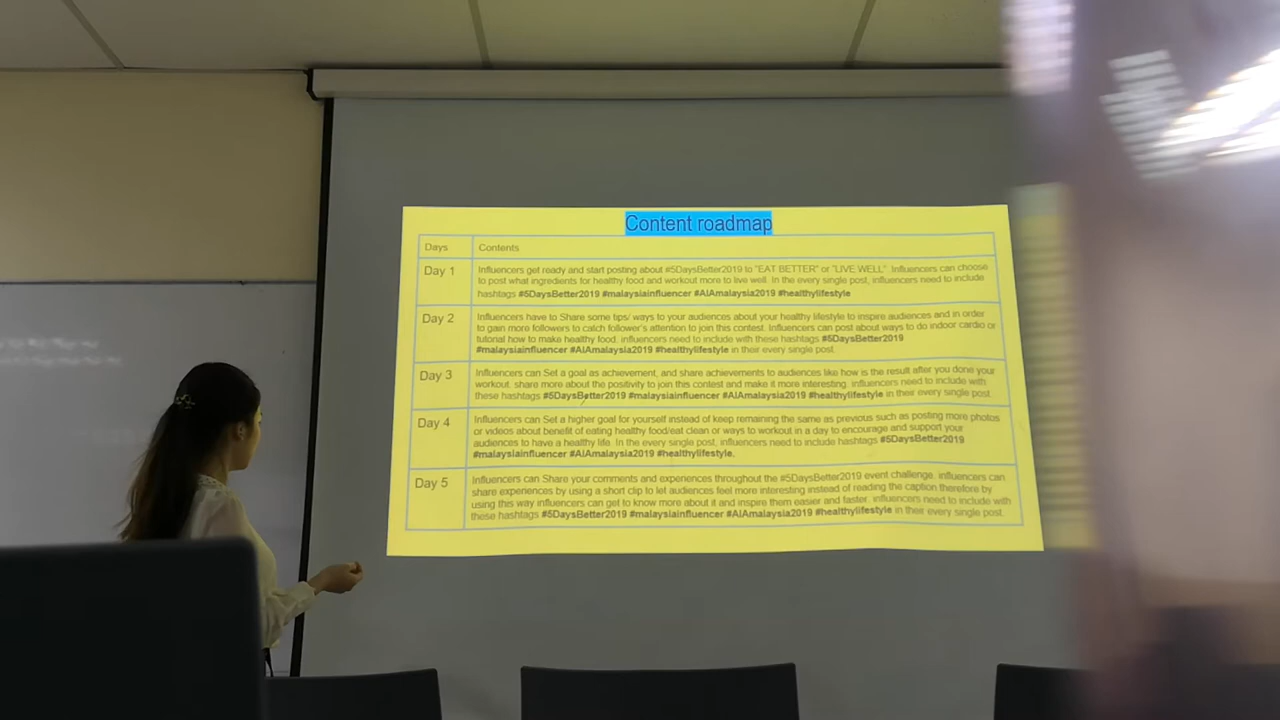 Content roadmap
Days Contents
Day 1 Influencers get ready and start posting about #5DaysBetter2019 to "EAT BETTER" or "LIVE WELL". Influencers can choose
to post what ingredients for healthy food and workout more to live well. In the every single post, influencers need to include
hashtags #5DaysBetter2019 #malaysiainfluencer #AIAmalaysia2019 #healthylifestyle
Day 2 Influencers have to Share some tips/ ways to your audiences about your healthy lifestyle to inspire audiences and in order
to gain more followers to catch follower's attention to join this contest. Influencers can post about ways to do indoor cardio or
tutorial how to make healthy food. influencers need to include with these hashtags #5DaysBetter2019
#malaysiainfluencer #AIAmalaysia2019 #healthylifestyle in their every single post.
Day 3 Influencers can Set a goal as achievement, and share achievements to audiences like how is the result after you done your
workout, share more about the positivity to join this contest and make it more interesting. influencers need to include with
these hashtags #5DaysBetter2019 #malaysiainfluencer #AIAmalaysia2019 #healthylifestyle in their every single post.
Day 4 Influencers can Set a higher goal for yourself instead of keep remaining the same as previous such as posting more photos
or videos about benefit of eating healthy food/eat clean or ways to workout in a day to encourage and support your
audiences to have a healthy life. In the every single post, influencers need to include hashtags #5DaysBetter2019
#malaysiainfluencer #AIAmalaysia2019 #healthylifestyle.
Day 5 Influencers can Share your comments and experiences throughout the #5DaysBetter2019 event challenge. influencers can
share experiences by using a short clip to let audiences feel more interesting instead of reading the caption therefore by
using this way influencers can get to know more about it and inspire them easier and faster. influencers need to include with
these hashtags #5DaysBetter2019 #malaysiainfluencer #AIAmalaysia2019 #healthylifestyle in their every single post.